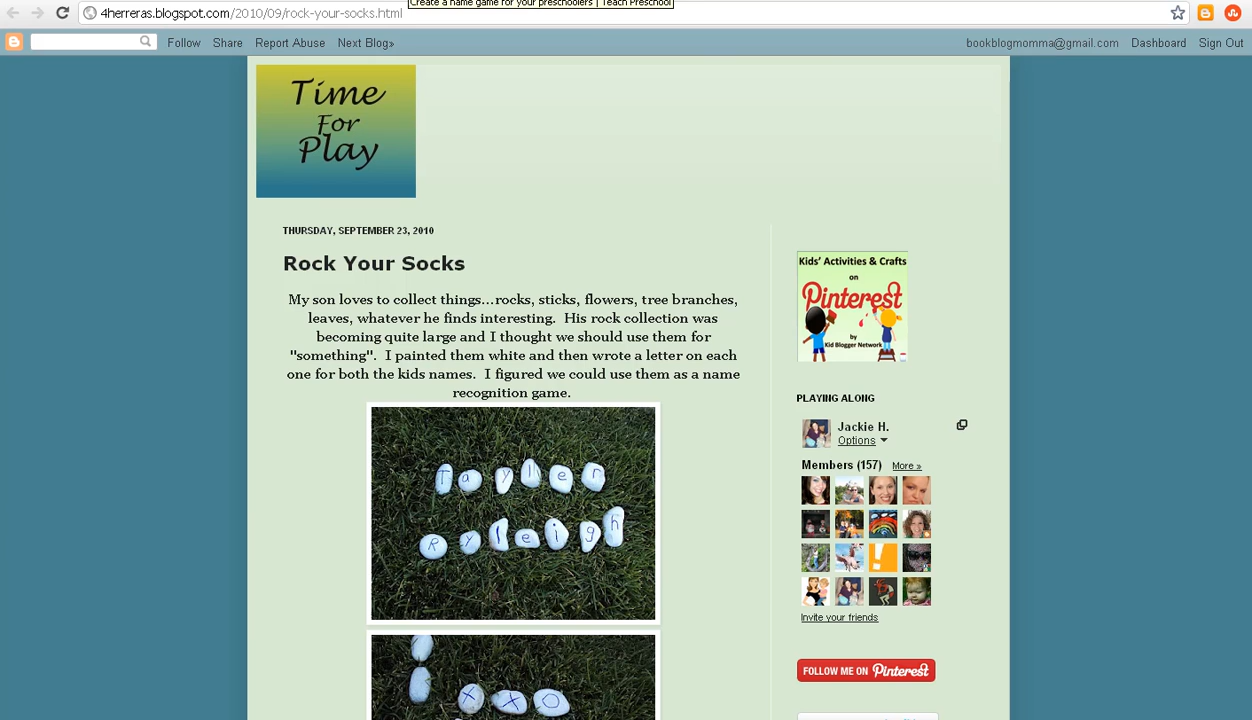 Create a name game for your preschoolers | Teach Preschool
4herreras.blogspot.com/2010/09/rock-your-socks.html
Follow Share Report Abuse Next Blog» bookblogmomma@gmail.com Dashboard Sign Out
Time
For
Play
THURSDAY, SEPTEMBER 23, 2010
Rock Your Socks
My son loves to collect things...rocks, sticks, flowers, tree branches,
leaves, whatever he finds interesting.  His rock collection was
becoming quite large and I thought we should use them for
"something".  I painted them white and then wrote a letter on each
one for both the kids names.  I figured we could use them as a name
recognition game.
Tayller
Ryleigh
XXO
Kids' Activities & Crafts
on
Pinterest
by
Kid Blogger Network
PLAYING ALONG
Jackie H.
Options
Members (157) More »
Invite your friends
FOLLOW ME ON Pinterest